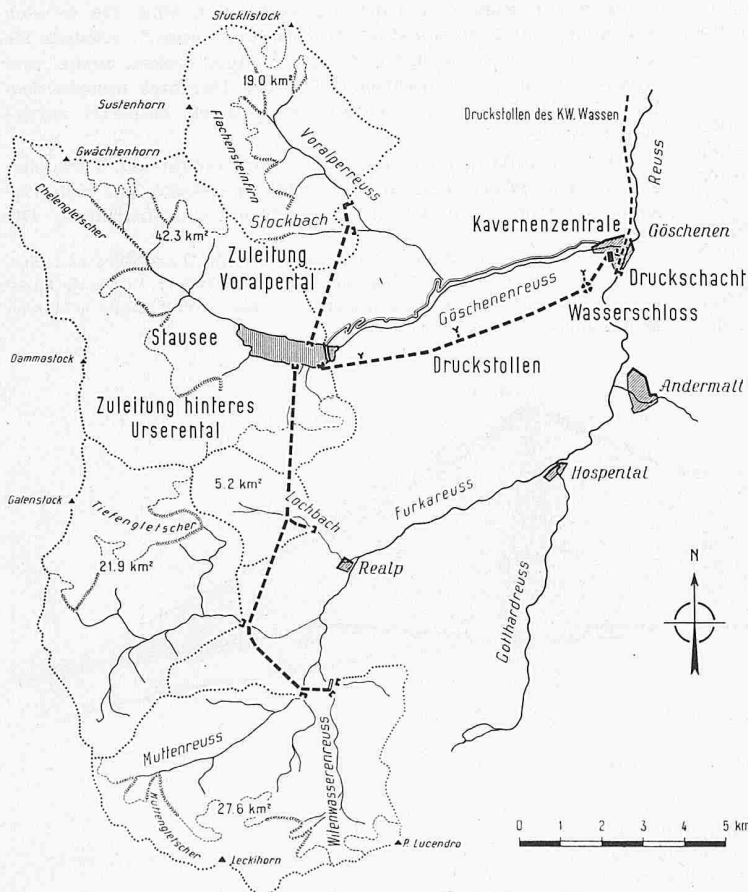 Stucklistock
19.0 km²
Sustenhorn
Flachensteinfirn
Voralperreuss
Druckstollen des KW. Wassen
Reuss
Gwächtenhorn
Chelengletscher
42.3 km²
Stockbach
Kavernenzentrale
Göschenen
Zuleitung
Voralpertal
Göschenenreuss
Druckschacht
Wasserschloss
Stausee
Druckstollen
Dammastock
Andermatt
Zuleitung hinteres
Urserental
5.2 km²
Hospental
Galenstock
Tiefengletscher
Lochbach
Furkareuss
21.9 km²
Realp
N
Gotthardreuss
Muttenreuss
Witenwasserenreuss
27.6 km²
Leckihorn
P. Lucendro
0 1 2 3 4 5 km